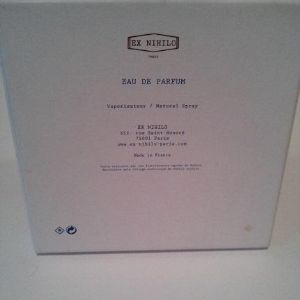 EX NIHILO
PARIS
EAU DE PARFUM
Vaporisateur / Natural Spray
EX NIHILO
352, rue Saint Honoré
75001 Paris
www.ex-nihilo-paris.com
Made in France